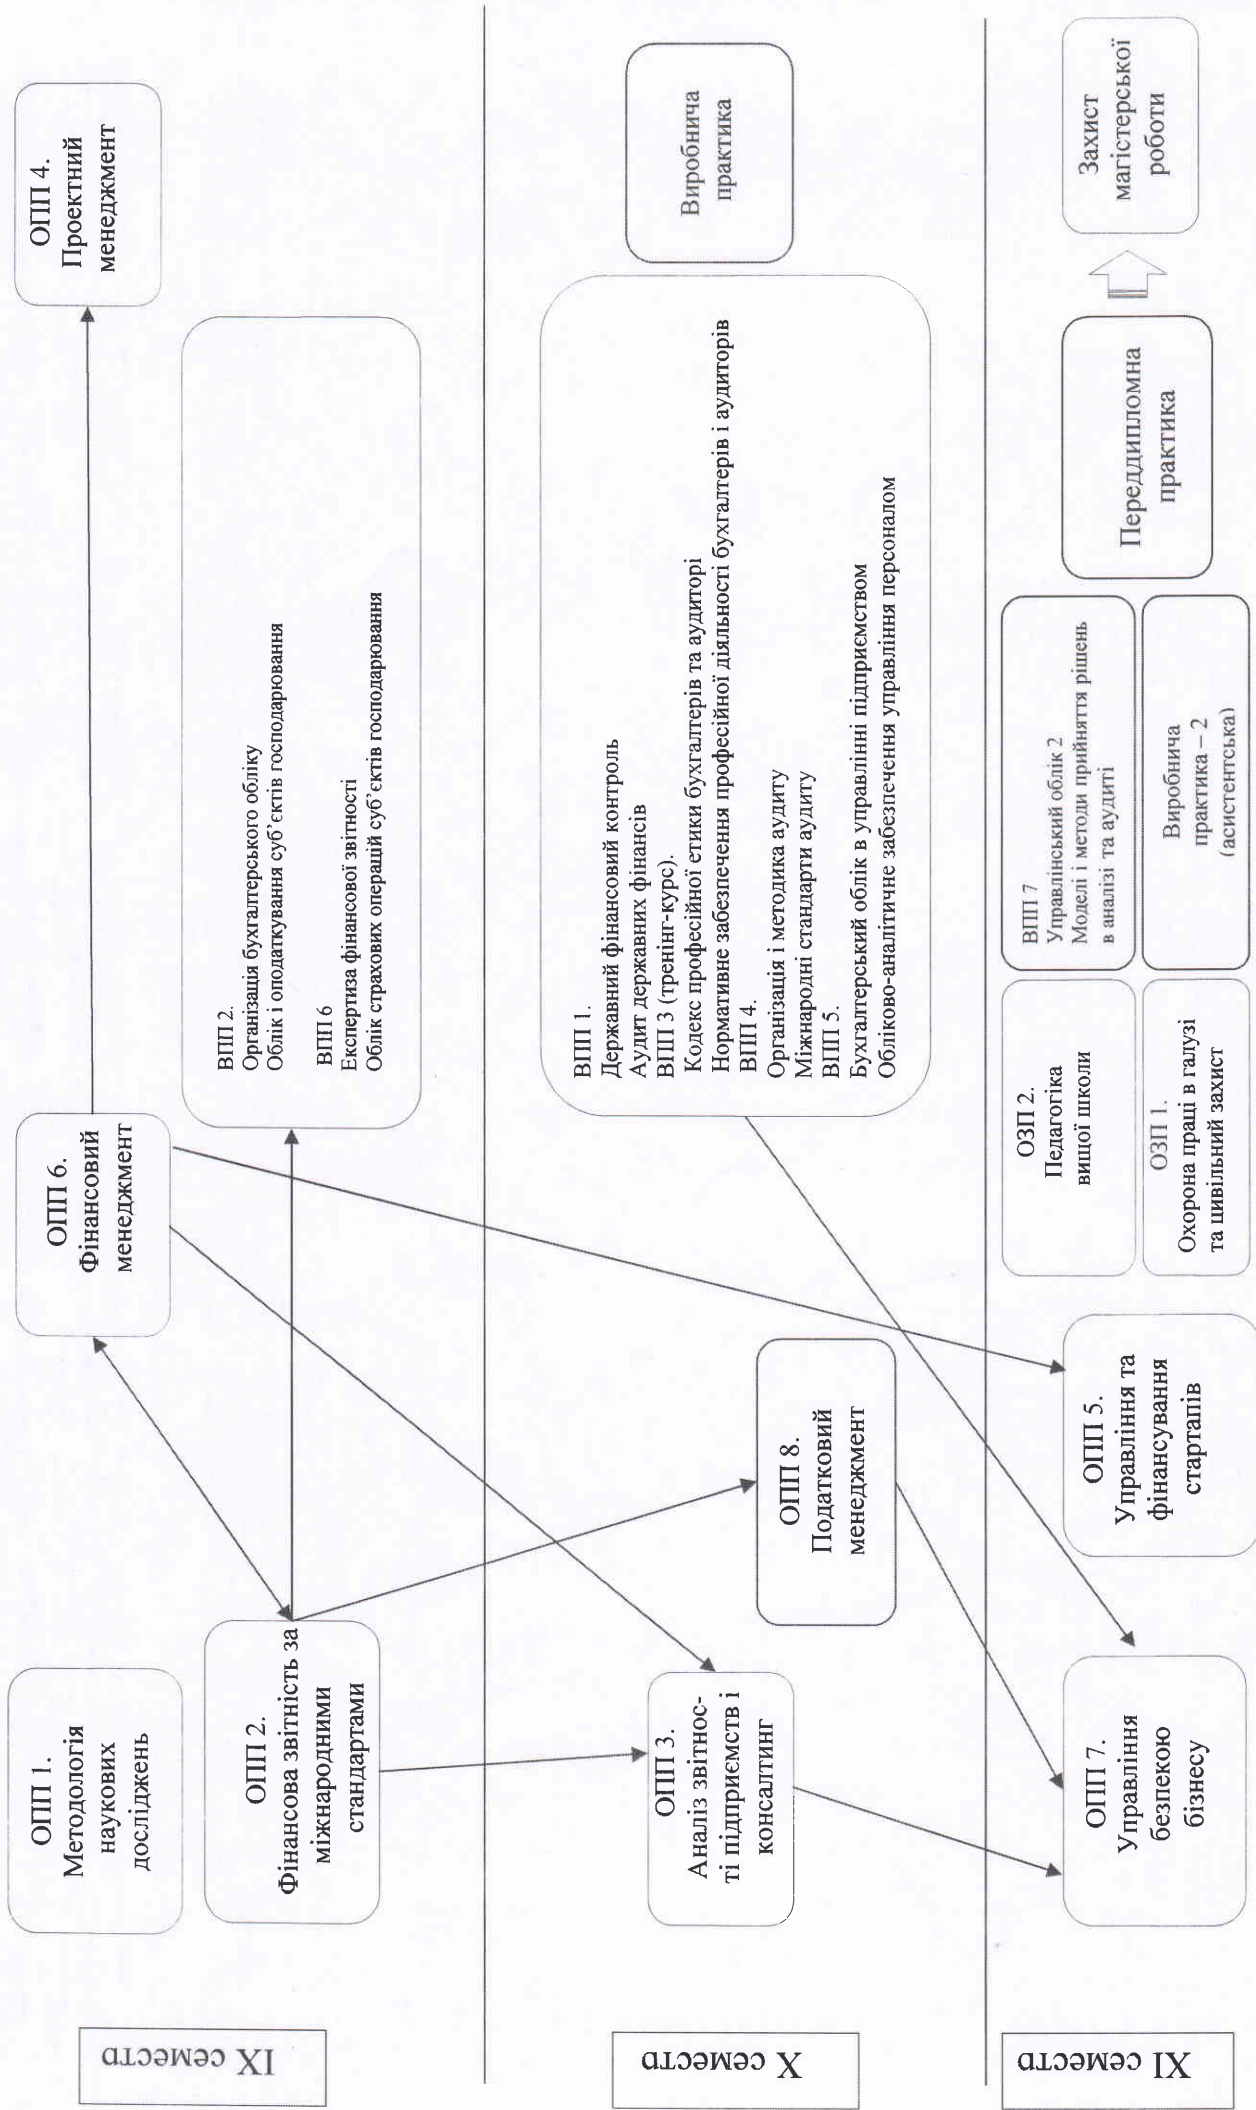 IX семестр
ОПП 1.
Методологія
наукових
досліджень
ОПП 2.
Фінансова звітність за
міжнародними
стандартами
ОПП 6.
Фінансовий
менеджмент
ОПП 4.
Проектний
менеджмент
ВПП 2.
Організація бухгалтерського обліку
Облік і оподаткування суб’єктів господарювання
ВПП 6
Експертиза фінансової звітності
Облік страхових операцій суб’єктів господарювання
X семестр
ОПП 3.
Аналіз звітнос-
ті підприємств і
консалтинг
ОПП 8.
Податковий
менеджмент
ВПП 1.
Державний фінансовий контроль
Аудит державних фінансів
ВПП 3 (тренінг-курс).
Кодекс професійної етики бухгалтерів та аудиторі
Нормативне забезпечення професійної діяльності бухгалтерів і аудиторів
ВПП 4.
Організація і методика аудиту
Міжнародні стандарти аудиту
ВПП 5.
Бухгалтерський облік в управлінні підприємством
Обліково-аналітичне забезпечення управління персоналом
Виробнича
практика
XI семестр
ОПП 7.
Управління
безпекою
бізнесу
ОПП 5.
Управління та
фінансування
стартапів
ОЗП 2.
Педагогіка
вищої школи
ОЗП 1.
Охорона праці в галузі
та цивільний захист
ВПП 7
Управлінський облік 2
Моделі і методи прийняття рішень
в аналізі та аудиті
Виробнича
практика – 2
(асистентська)
Переддипломна
практика
Захист
магістерської
роботи